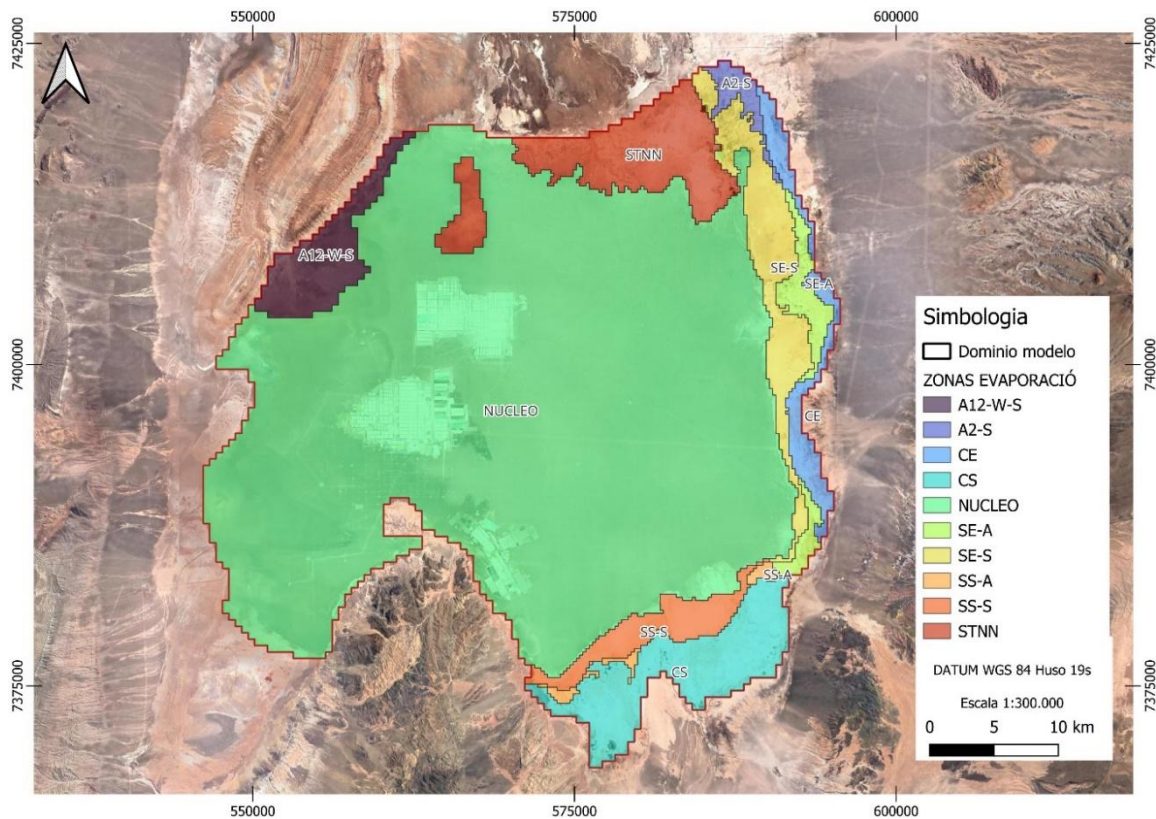 550000
575000
600000
7425000
7425000
A2-S
STNN
A12-W-S
SE-S
SE-A
7400000
7400000
NUCLEO
CE
SS-A
SS-S
CS
7375000
7375000
Simbologia
Dominio modelo
ZONAS EVAPORACIÓ
A12-W-S
A2-S
CE
CS
NUCLEO
SE-A
SE-S
SS-A
SS-S
STNN
DATUM WGS 84 Huso 19s
Escala 1:300.000
0 5 10 km
550000
575000
600000